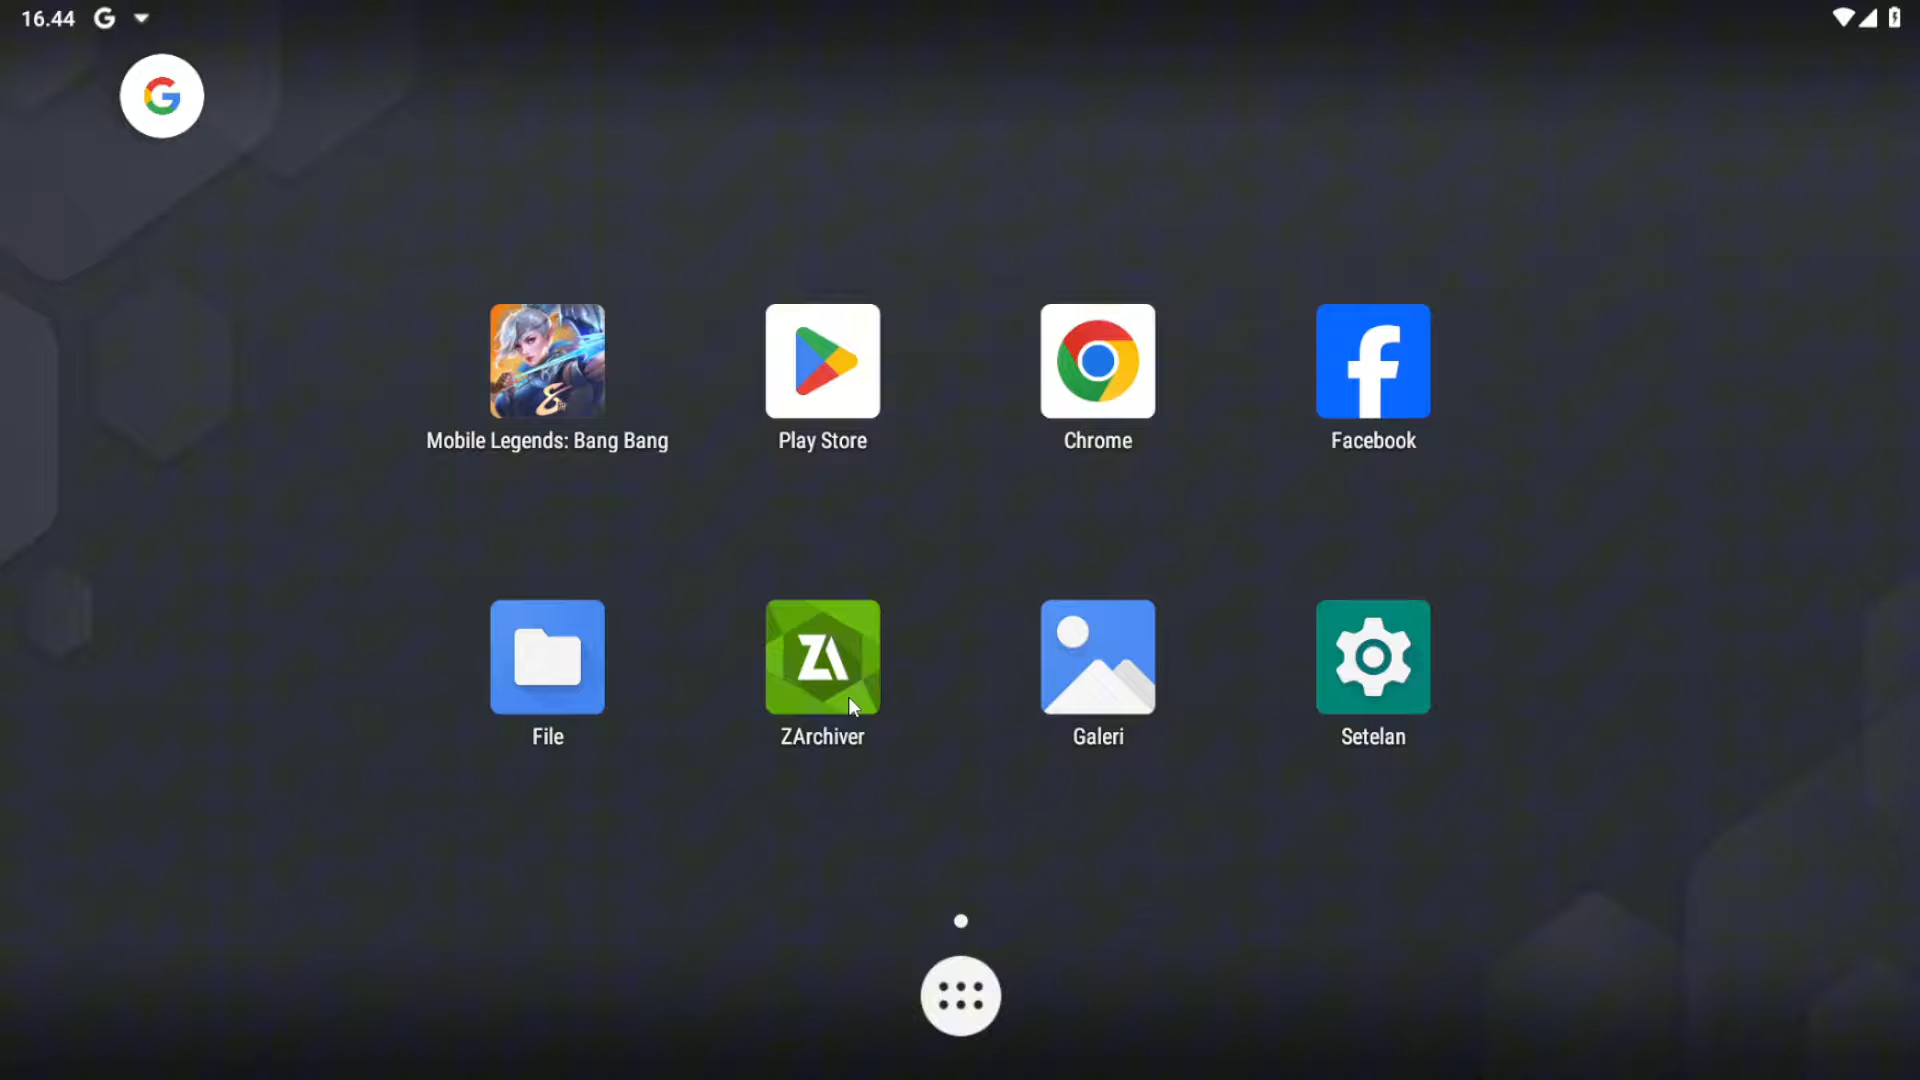 16.44
Mobile Legends: Bang Bang
Play Store
Chrome
Facebook
File
ZArchiver
Galeri
Setelan